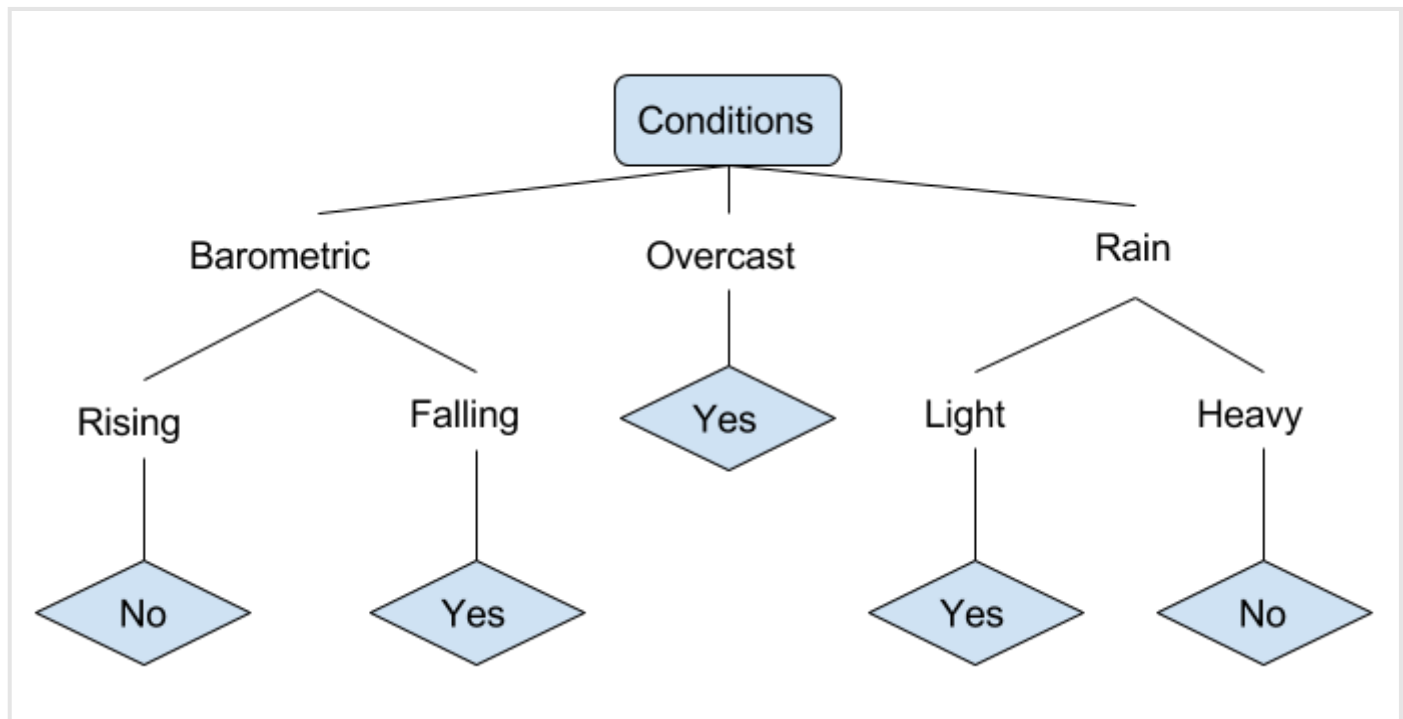 Conditions
Barometric
Overcast
Rain
Rising
Falling
Yes
Light
Heavy
No
Yes
Yes
No